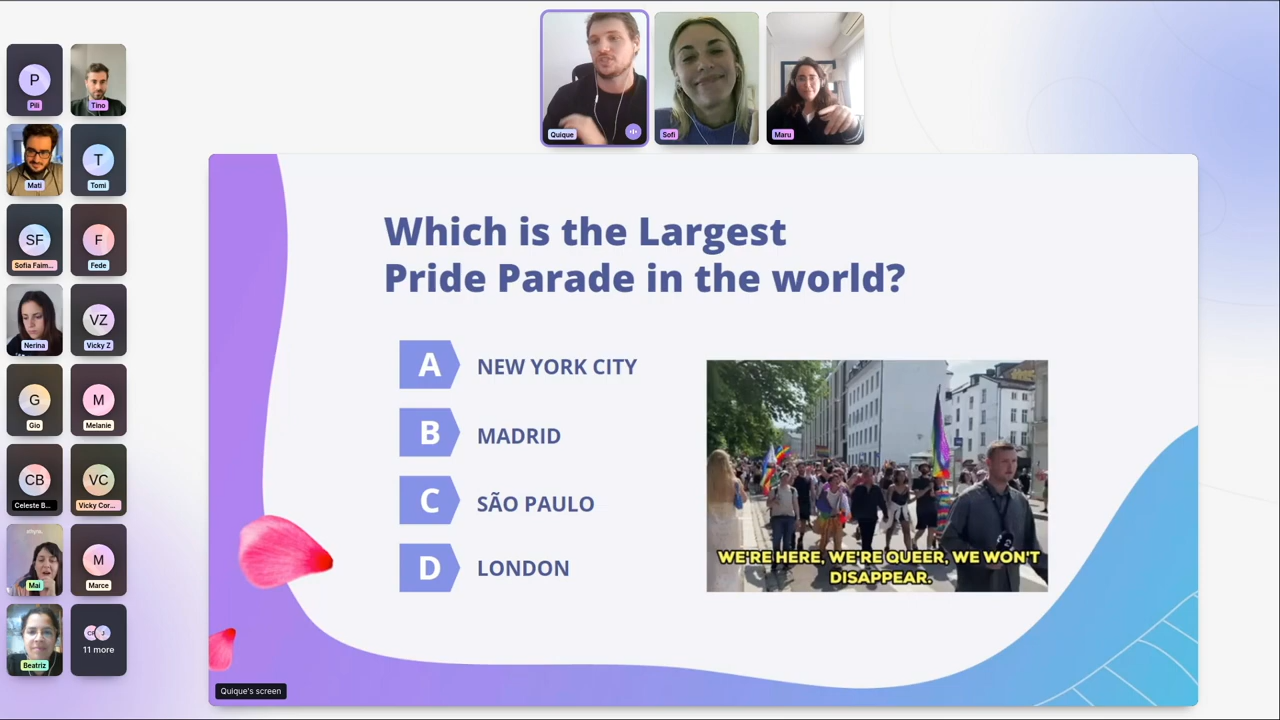 Quique
Sofi
Maru
P
Pili
Tino
Mati
T
Tomi
SF
Sofia Faim...
F
Fede
Nerina
VZ
Vicky Z
G
Gio
M
Melanie
CB
Celeste B...
VC
Vicky Cor...
Mai
M
Marce
Beatriz
11 more
Which is the Largest
Pride Parade in the world?
A NEW YORK CITY
B MADRID
C SÃO PAULO
D LONDON
WE'RE HERE, WE'RE QUEER, WE WON'T
DISAPPEAR.
Quique's screen